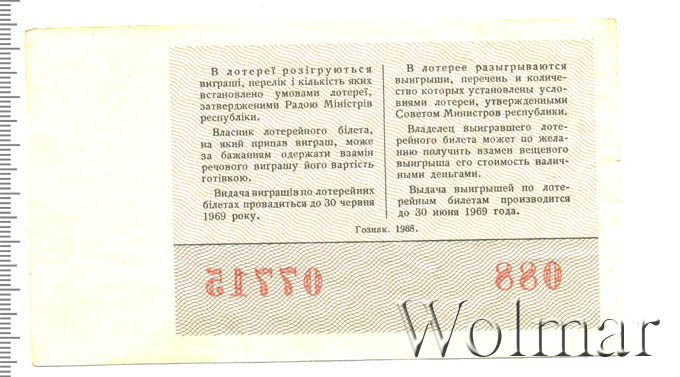 В лотереї розігруються
виграші, перелік і кількість яких
встановлено умовами лотереї,
затвердженими Радою Міністрів
республіки.
Власник лотерейного білета,
на який припав виграш, може
за бажанням одержати взамін
речового виграшу його вартість
готівкою.
Видача виграшів по лотерейних
білетах провадиться до 30 червня
1969 року.
В лотерее разыгрываются
выигрыши, перечень и количе-
ство которых установлены усло-
виями лотереи, утвержденными
Советом Министров республики.
Владелец выигравшего лоте-
рейного билета может по же-
ланию получить взамен вещевого
выигрыша его стоимость налич-
ными деньгами.
Выдача выигрышей по лоте-
рейным билетам производится
до 30 июня 1969 года.
Гознак. 1968.
07715 088
Wolmar